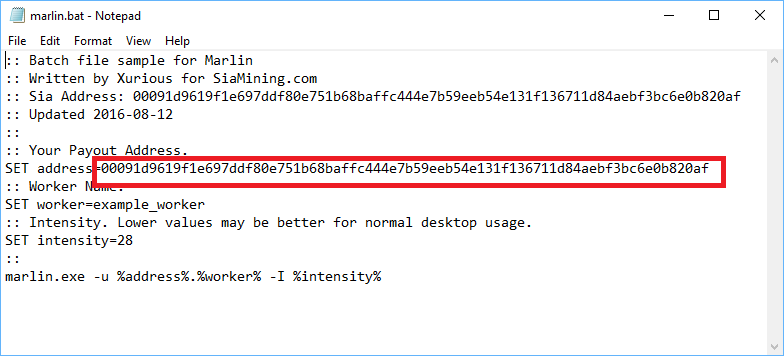 marlin.bat - Notepad
File Edit Format View Help
:: Batch file sample for Marlin
:: Written by Xurious for SiaMining.com
:: Sia Address: 00091d9619f1e697ddf80e751b68baffc444e7b59eeb54e131f136711d84aebf3bc6e0b820af
:: Updated 2016-08-12
::
:: Your Payout Address.
SET address=00091d9619f1e697ddf80e751b68baffc444e7b59eeb54e131f136711d84aebf3bc6e0b820af
:: Worker Name.
SET worker=example_worker
:: Intensity. Lower values may be better for normal desktop usage.
SET intensity=28
::
marlin.exe -u %address%.%worker% -I %intensity%